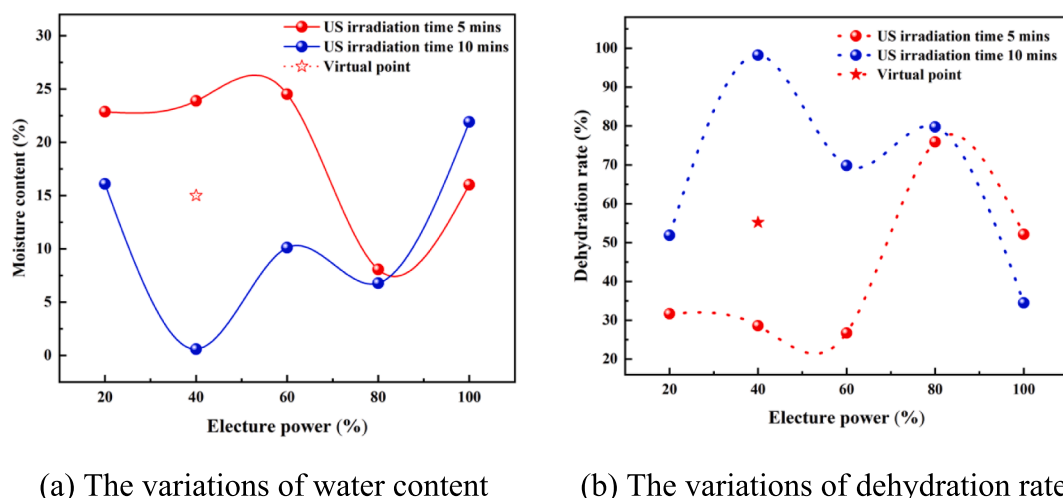 30
25
20
15
10
5
0
Moisture content (%)
US irradiation time 5 mins
US irradiation time 10 mins
Virtual point
20 40 60 80 100
Electure power (%)
(a) The variations of water content
100
90
80
70
60
50
40
30
20
Dehydration rate (%)
US irradiation time 5 mins
US irradiation time 10 mins
Virtual point
20 40 60 80 100
Electure power (%)
(b) The variations of dehydration rate